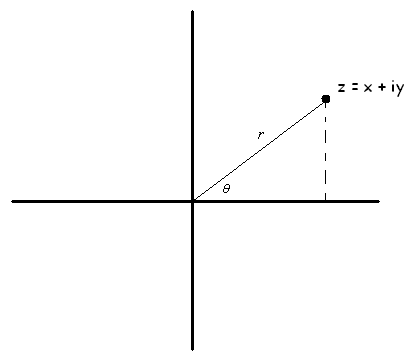 z = x + iy
r
θ